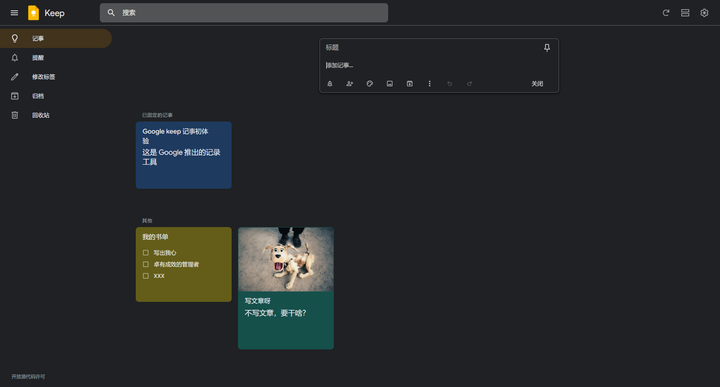 Keep
搜索
记事
提醒
修改标签
归档
回收站
标题
添加记事...
关闭
已固定的记事
Google keep 记事初体
验
这是 Google 推出的记录
工具
其他
我的书单
写出我心
卓有成效的管理者
XXX
写文章呀
不写文章，要干啥?
开放源代码许可